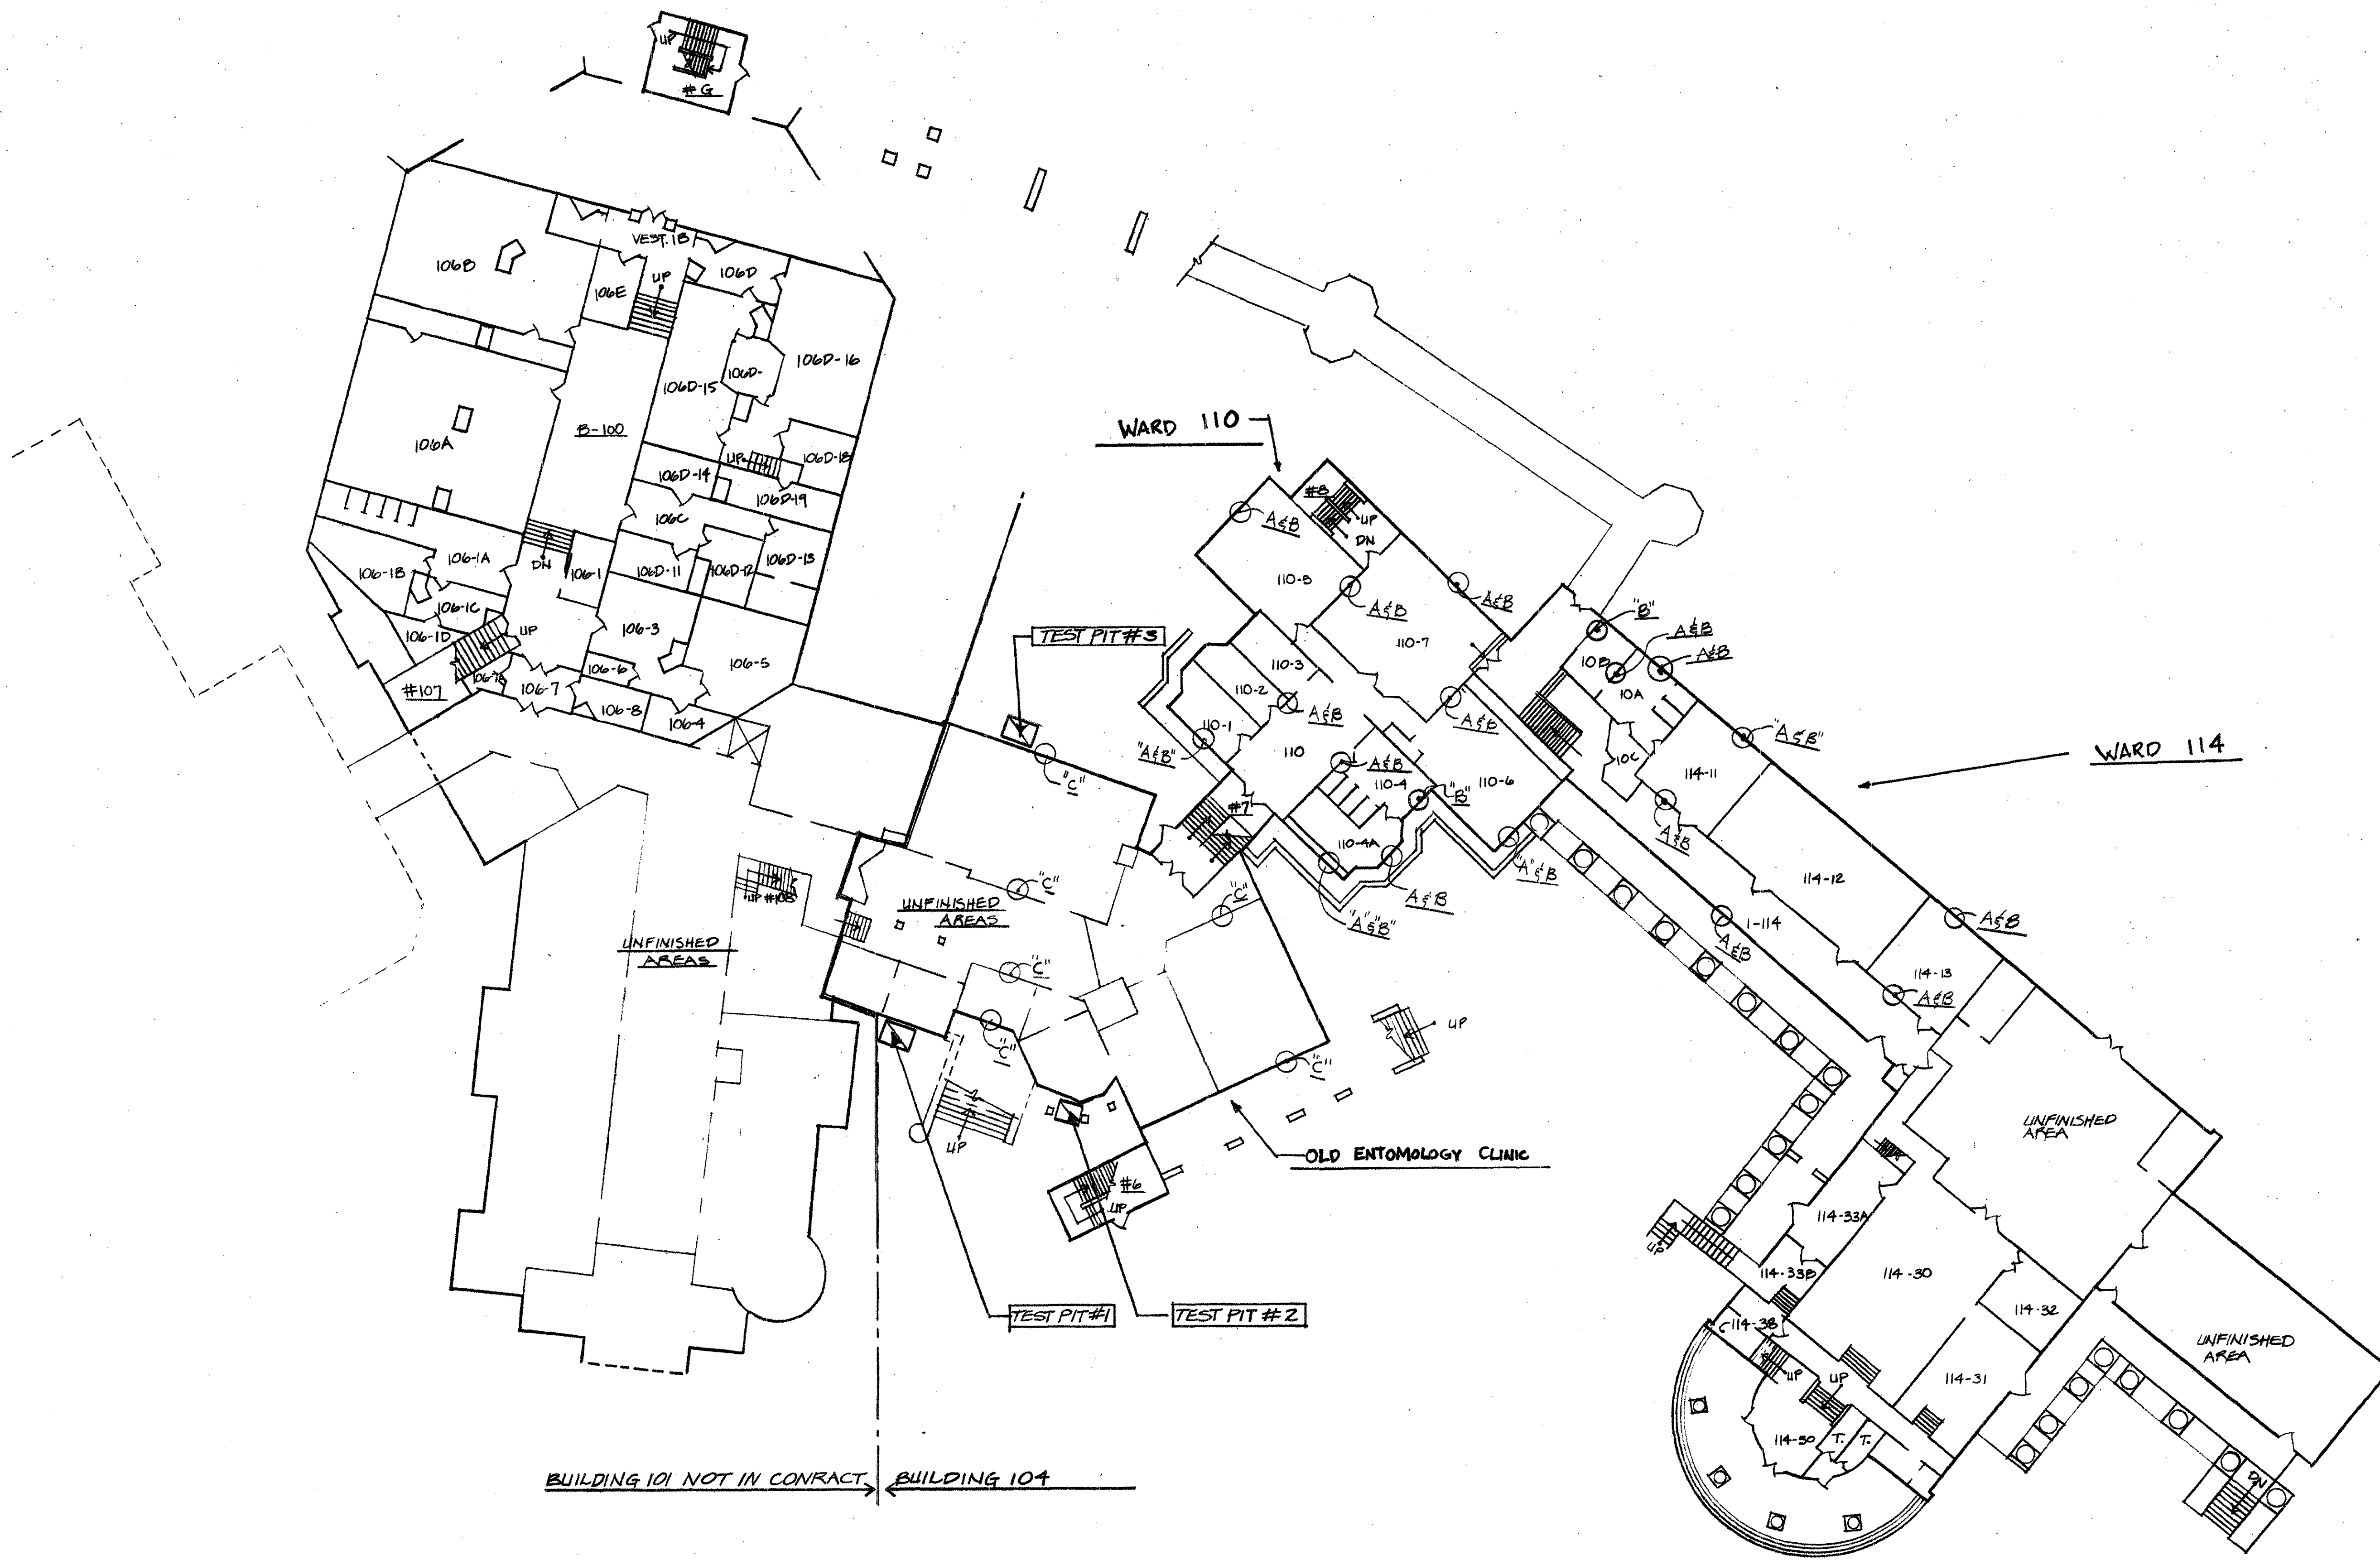 UP
#G
VEST. 1B
106B
106E
UP
106D
106D-15
106D-
106D-16
106A
B-100
UP
106D-18
106D-14
106D-19
106C
106-1A
DN
106-1
106D-11
106D-12
106D-13
106-1B
106-1C
106-1D
UP
106-3
106-5
#107
106-7
106-6
106-8
106-4
WARD 110
#8
UP
DN
A&B
110-5
A&B
A&B
110-7
110-3
110-2
110-1
110
A&B
"A&B"
A&B
A&B
110-4
110-6
"B"
#7
110-4A
"A"&B
A&B
"A"&"B"
"B"
A&B
A&B
10B
10A
10C
"A&B"
114-11
A&B
WARD 114
114-12
1-114
A&B
A&B
114-13
A&B
TEST PIT #3
"C"
"C"
"C"
"C"
"C"
"C"
UNFINISHED
AREAS
UP #108
UNFINISHED
AREAS
UP
UP
OLD ENTOMOLOGY CLINIC
#6
UP
TEST PIT #1
TEST PIT #2
UNFINISHED
AREA
114-33A
UP
114-33B
114-30
114-32
114-38
UP
UP
114-31
114-50
T.
T.
UNFINISHED
AREA
DN
BUILDING 101 NOT IN CONRACT
BUILDING 104